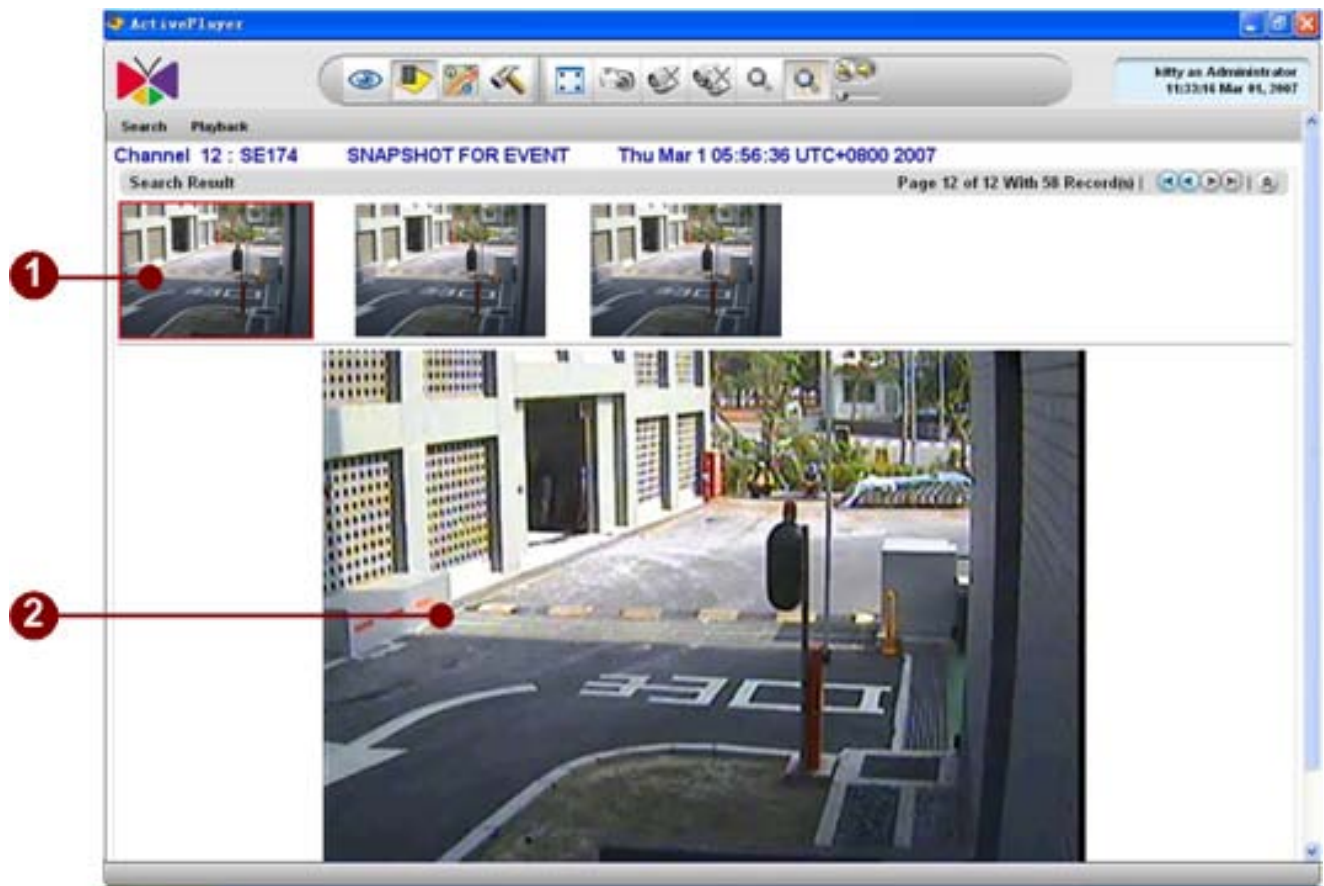 ActivePlayer
kitty as Administrator
11:33:16 Mar 01, 2007
Search Playback
Channel 12 : SE174 SNAPSHOT FOR EVENT Thu Mar 1 05:56:36 UTC+0800 2007
Search Result Page 12 of 12 With 58 Record(s) |
1
2